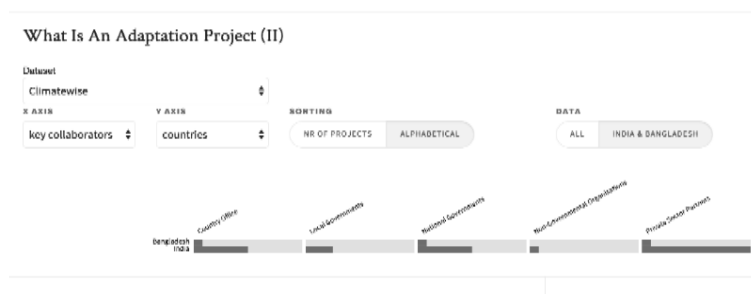 What Is An Adaptation Project (II)
Dataset
Climatewise
X AXIS Y AXIS SORTING DATA
key collaborators countries NR OF PROJECTS ALPHABETICAL ALL INDIA & BANGLADESH
Country Office Local Governments National Governments Non-Governmental Organizations Private Sector Partners
bangladesh
india